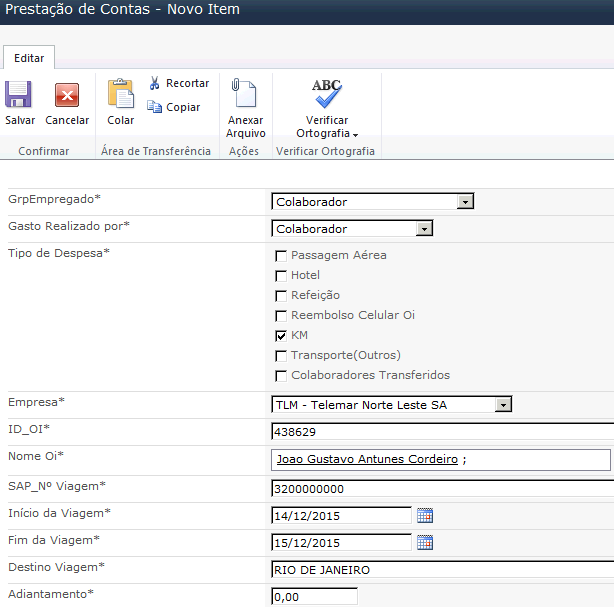 Prestação de Contas - Novo Item
Editar
Salvar
Cancelar
Colar
Recortar
Copiar
Anexar
Arquivo
ABC
Verificar
Ortografia
Confirmar
Área de Transferência
Ações
Verificar Ortografia
GrpEmpregado* Colaborador
Gasto Realizado por* Colaborador
Tipo de Despesa* Passagem Aérea
Hotel
Refeição
Reembolso Celular Oi
KM
Transporte(Outros)
Colaboradores Transferidos
Empresa* TLM - Telemar Norte Leste SA
ID_OI* 438629
Nome Oi* Joao Gustavo Antunes Cordeiro ;
SAP_Nº Viagem* 3200000000
Início da Viagem* 14/12/2015
Fim da Viagem* 15/12/2015
Destino Viagem* RIO DE JANEIRO
Adiantamento* 0,00